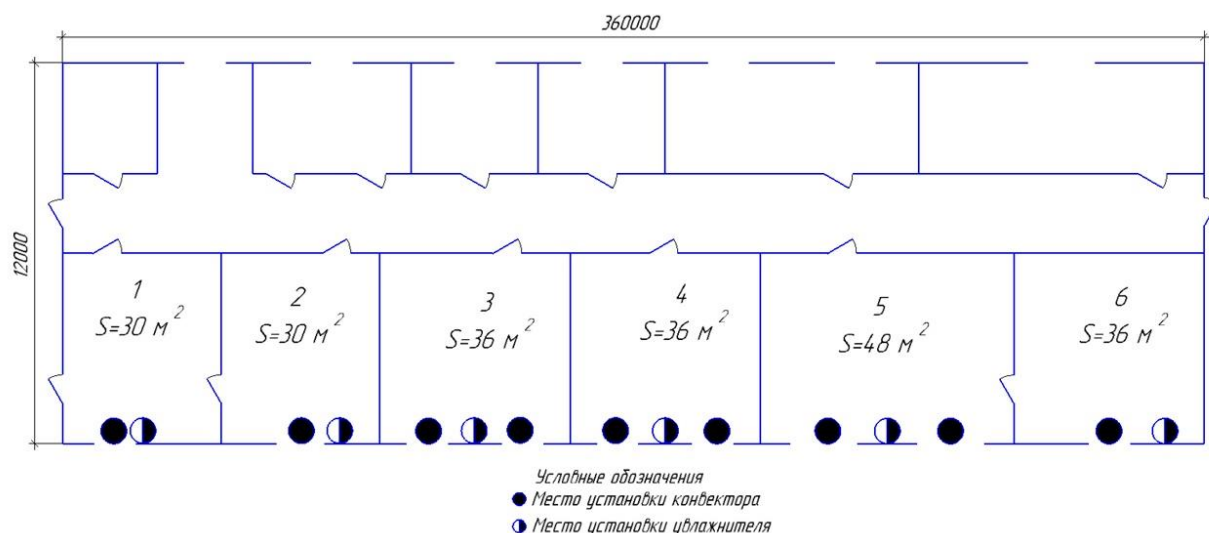 360000
12000
1
S=30 м²
2
S=30 м²
3
S=36 м²
4
S=36 м²
5
S=48 м²
6
S=36 м²
Условные обозначения
Место установки конвектора
Место установки увлажнителя